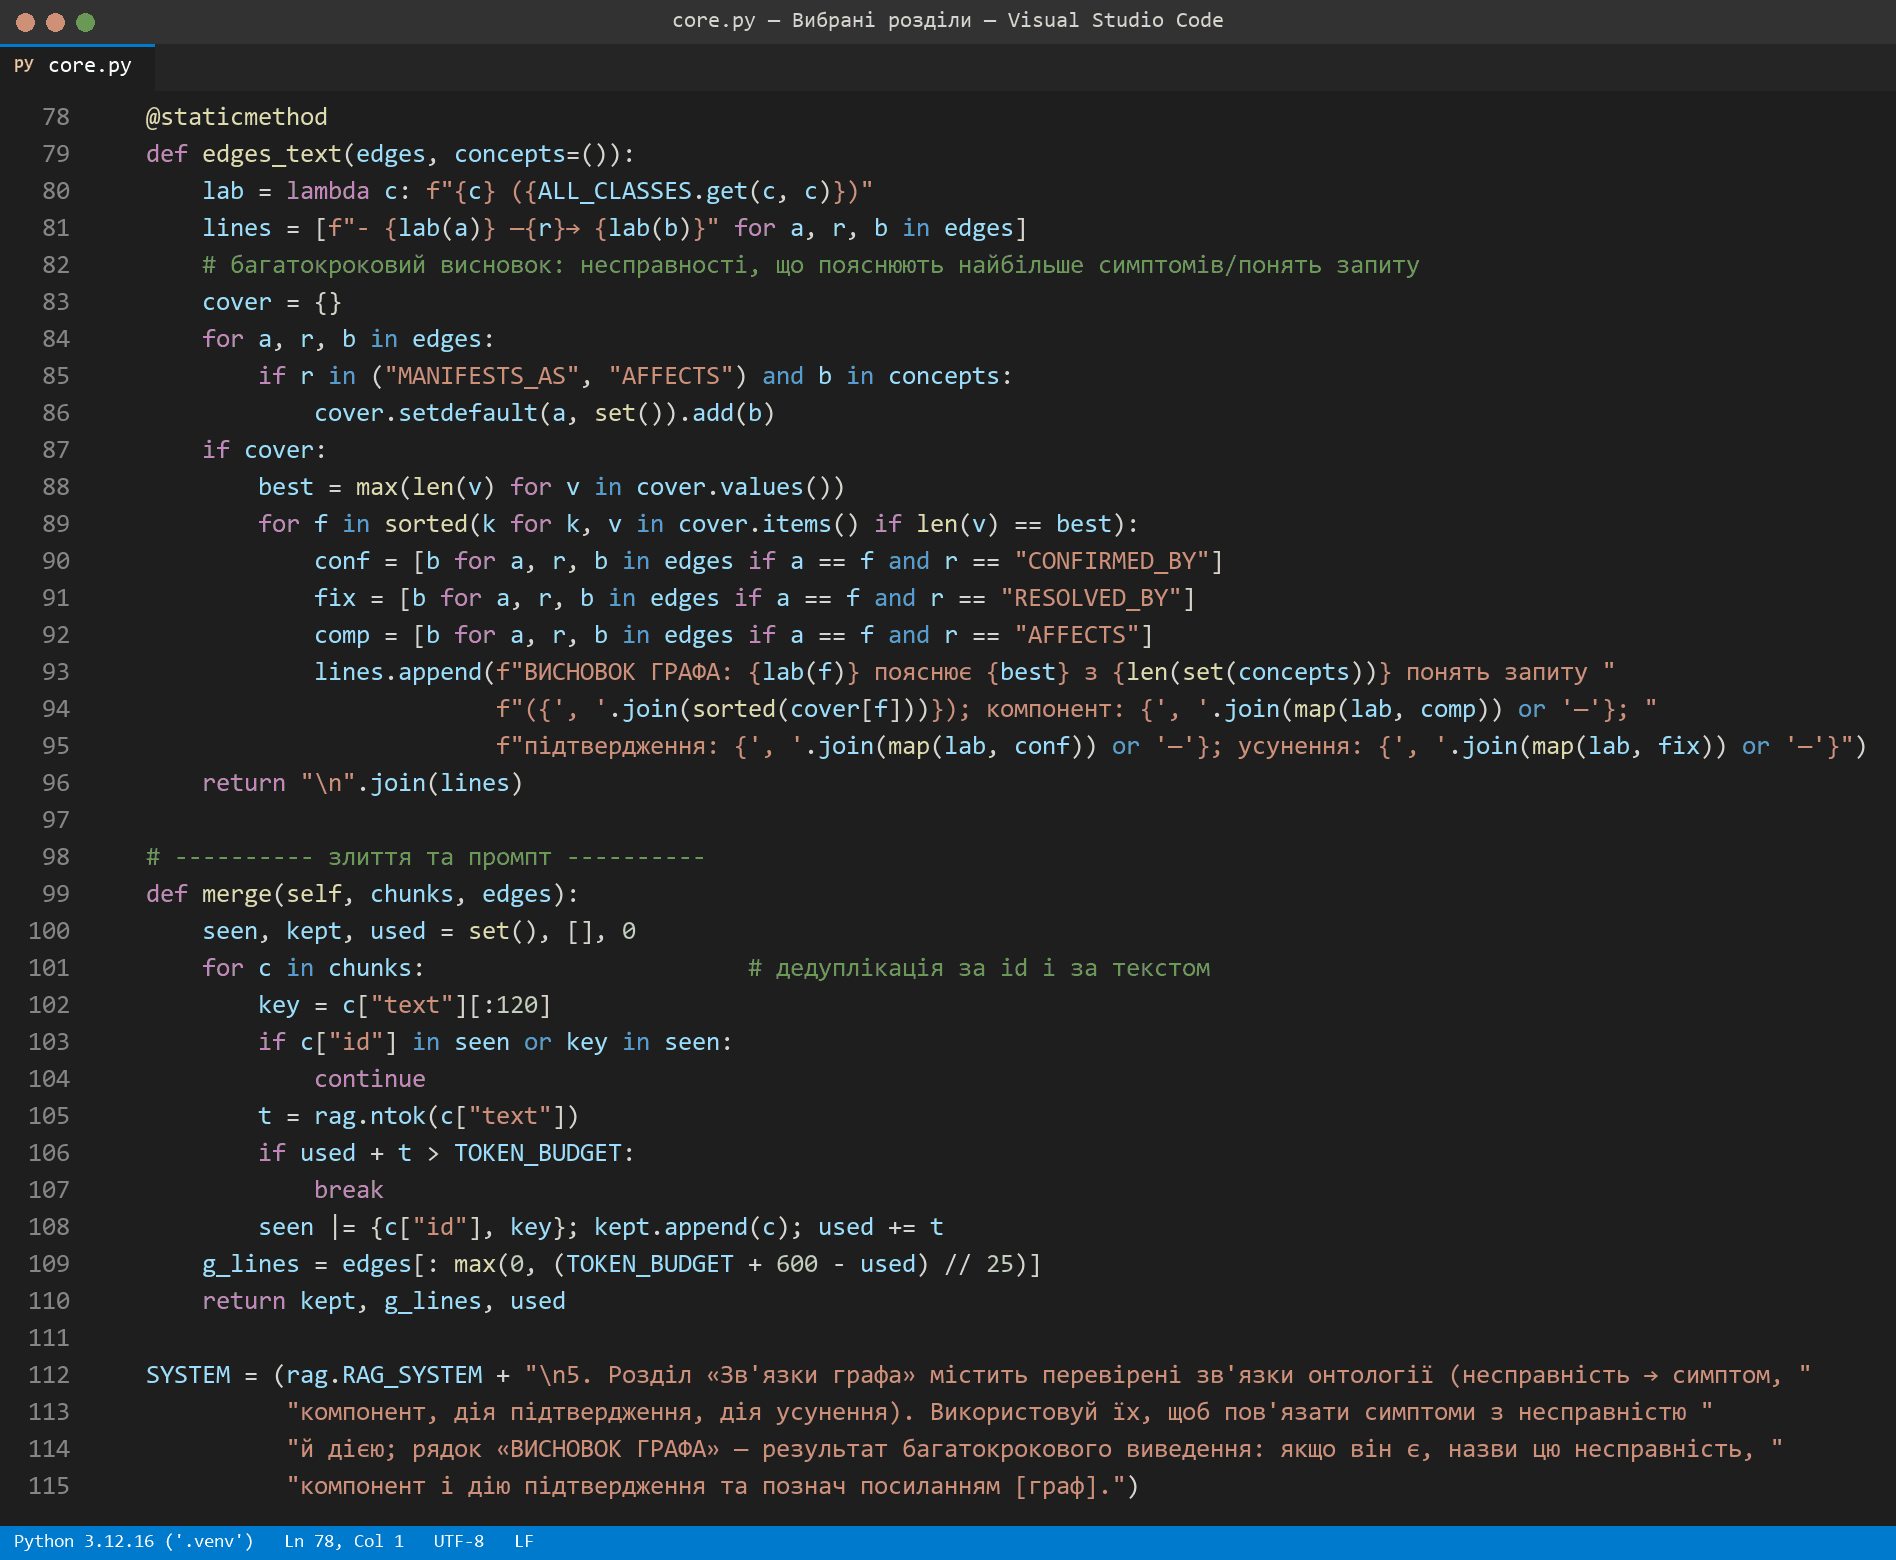 core.py — Вибрані розділи — Visual Studio Code
py core.py
78 @staticmethod
79 def edges_text(edges, concepts=()):
80 lab = lambda c: f"{c} ({ALL_CLASSES.get(c, c)})"
81 lines = [f"- {lab(a)} —{r}→ {lab(b)}" for a, r, b in edges]
82 # багатокроковий висновок: несправності, що пояснюють найбільше симптомів/понять запиту
83 cover = {}
84 for a, r, b in edges:
85 if r in ("MANIFESTS_AS", "AFFECTS") and b in concepts:
86 cover.setdefault(a, set()).add(b)
87 if cover:
88 best = max(len(v) for v in cover.values())
89 for f in sorted(k for k, v in cover.items() if len(v) == best):
90 conf = [b for a, r, b in edges if a == f and r == "CONFIRMED_BY"]
91 fix = [b for a, r, b in edges if a == f and r == "RESOLVED_BY"]
92 comp = [b for a, r, b in edges if a == f and r == "AFFECTS"]
93 lines.append(f"ВИСНОВОК ГРАФА: {lab(f)} пояснює {best} з {len(set(concepts))} понять запиту "
94 f"({', '.join(sorted(cover[f]))}); компонент: {', '.join(map(lab, comp)) or '—'}; "
95 f"підтвердження: {', '.join(map(lab, conf)) or '—'}; усунення: {', '.join(map(lab, fix)) or '—'}")
96 return "\n".join(lines)
97
98 # ---------- злиття та промпт ----------
99 def merge(self, chunks, edges):
100 seen, kept, used = set(), [], 0
101 for c in chunks: # дедуплікація за id і за текстом
102 key = c["text"][:120]
103 if c["id"] in seen or key in seen:
104 continue
105 t = rag.ntok(c["text"])
106 if used + t > TOKEN_BUDGET:
107 break
108 seen |= {c["id"], key}; kept.append(c); used += t
109 g_lines = edges[: max(0, (TOKEN_BUDGET + 600 - used) // 25)]
110 return kept, g_lines, used
111
112 SYSTEM = (rag.RAG_SYSTEM + "\n5. Розділ «Зв'язки графа» містить перевірені зв'язки онтології (несправність → симптом, "
113 "компонент, дія підтвердження, дія усунення). Використовуй їх, щоб пов'язати симптоми з несправністю "
114 "й дією; рядок «ВИСНОВОК ГРАФА» — результат багатокрокового виведення: якщо він є, назви цю несправність, "
115 "компонент і дію підтвердження та познач посиланням [граф].")
Python 3.12.16 ('.venv') Ln 78, Col 1 UTF-8 LF